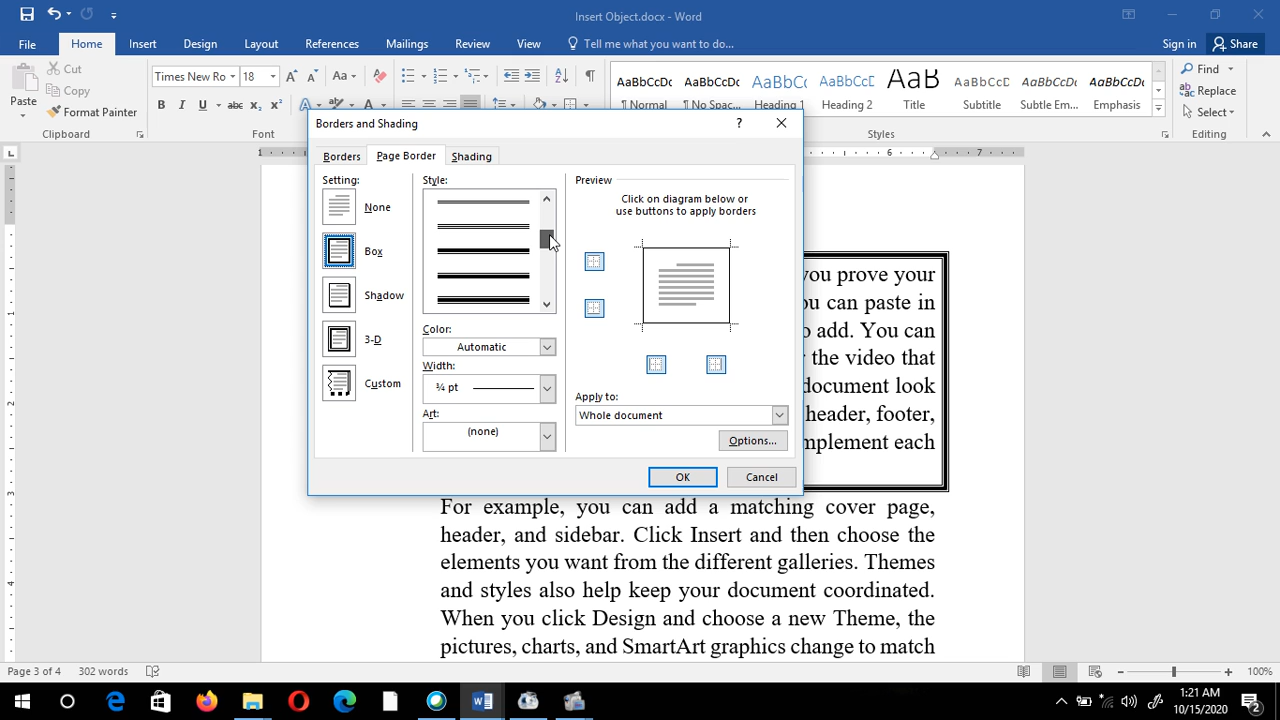 Insert Object.docx - Word
File Home Insert Design Layout References Mailings Review View Tell me what you want to do... Sign in Share
Cut
Copy
Format Painter
Paste
Clipboard
Times New Ro 18
Font
AaBbCcDc AaBbCcDc AaBbCc AaBbCcD AaB AaBbCcD AaBbCcDc AaBbCcDc
¶ Normal ¶ No Spac... Heading 1 Heading 2 Title Subtitle Subtle Em... Emphasis
Styles
Find
Replace
Select
Editing
Borders and Shading
Borders Page Border Shading
Setting:
None
Box
Shadow
3-D
Custom
Style:
Color:
Automatic
Width:
¾ pt
Art:
(none)
Preview
Click on diagram below or
use buttons to apply borders
Apply to:
Whole document
Options...
OK Cancel
you prove your
can paste in
add. You can
the video that
document look
header, footer,
each
For example, you can add a matching cover page,
header, and sidebar. Click Insert and then choose the
elements you want from the different galleries. Themes
and styles also help keep your document coordinated.
When you click Design and choose a new Theme, the
pictures, charts, and SmartArt graphics change to match
Page 3 of 4 302 words 100%
1:21 AM
10/15/2020
2